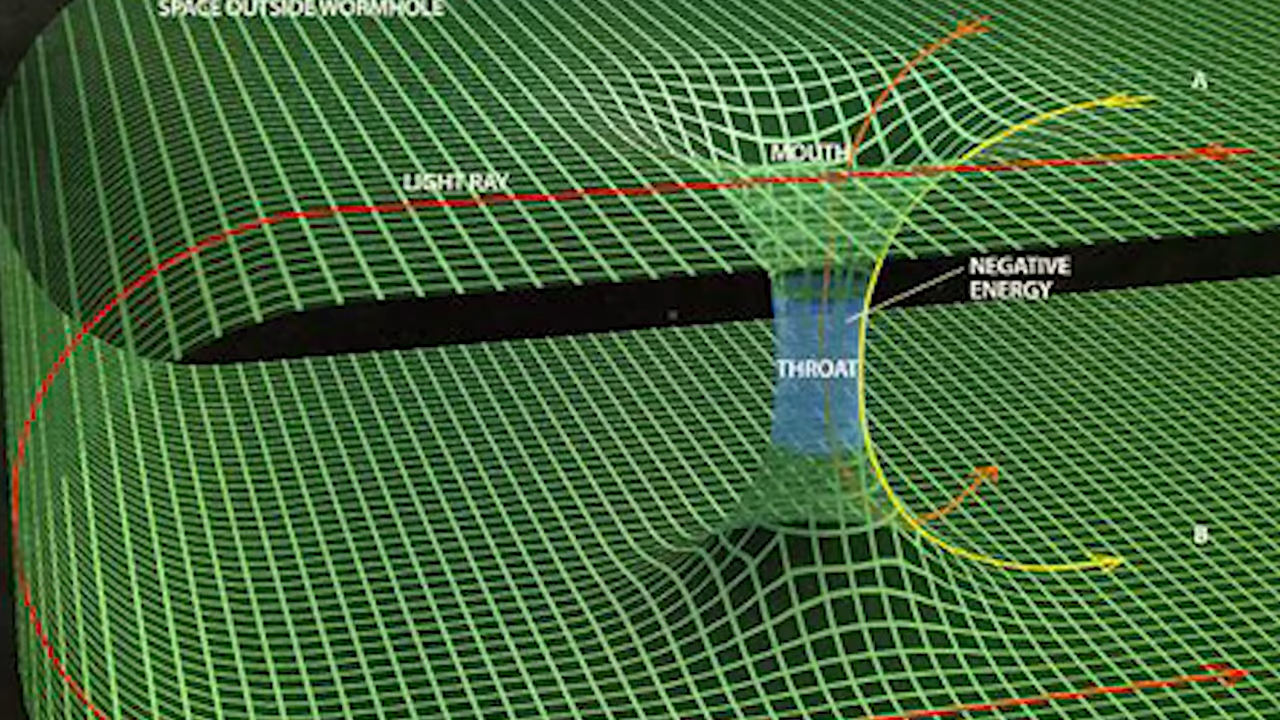 SPACE OUTSIDE WORMHOLE
A
MOUTH
LIGHT RAY
NEGATIVE
ENERGY
THROAT
B